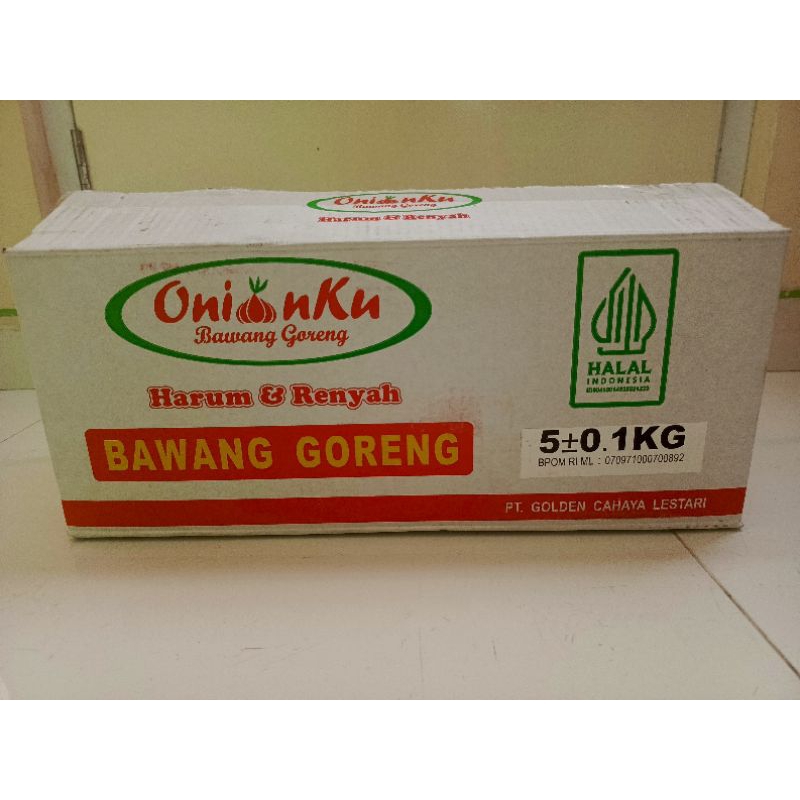 OnionKu
Bawang Goreng
Harum & Renyah
OnionKu
Bawang Goreng
Harum & Renyah
BAWANG GORENG
HALAL
INDONESIA
5±0.1KG
BPOM RI ML : 070971000700892
PT. GOLDEN CAHAYA LESTARI